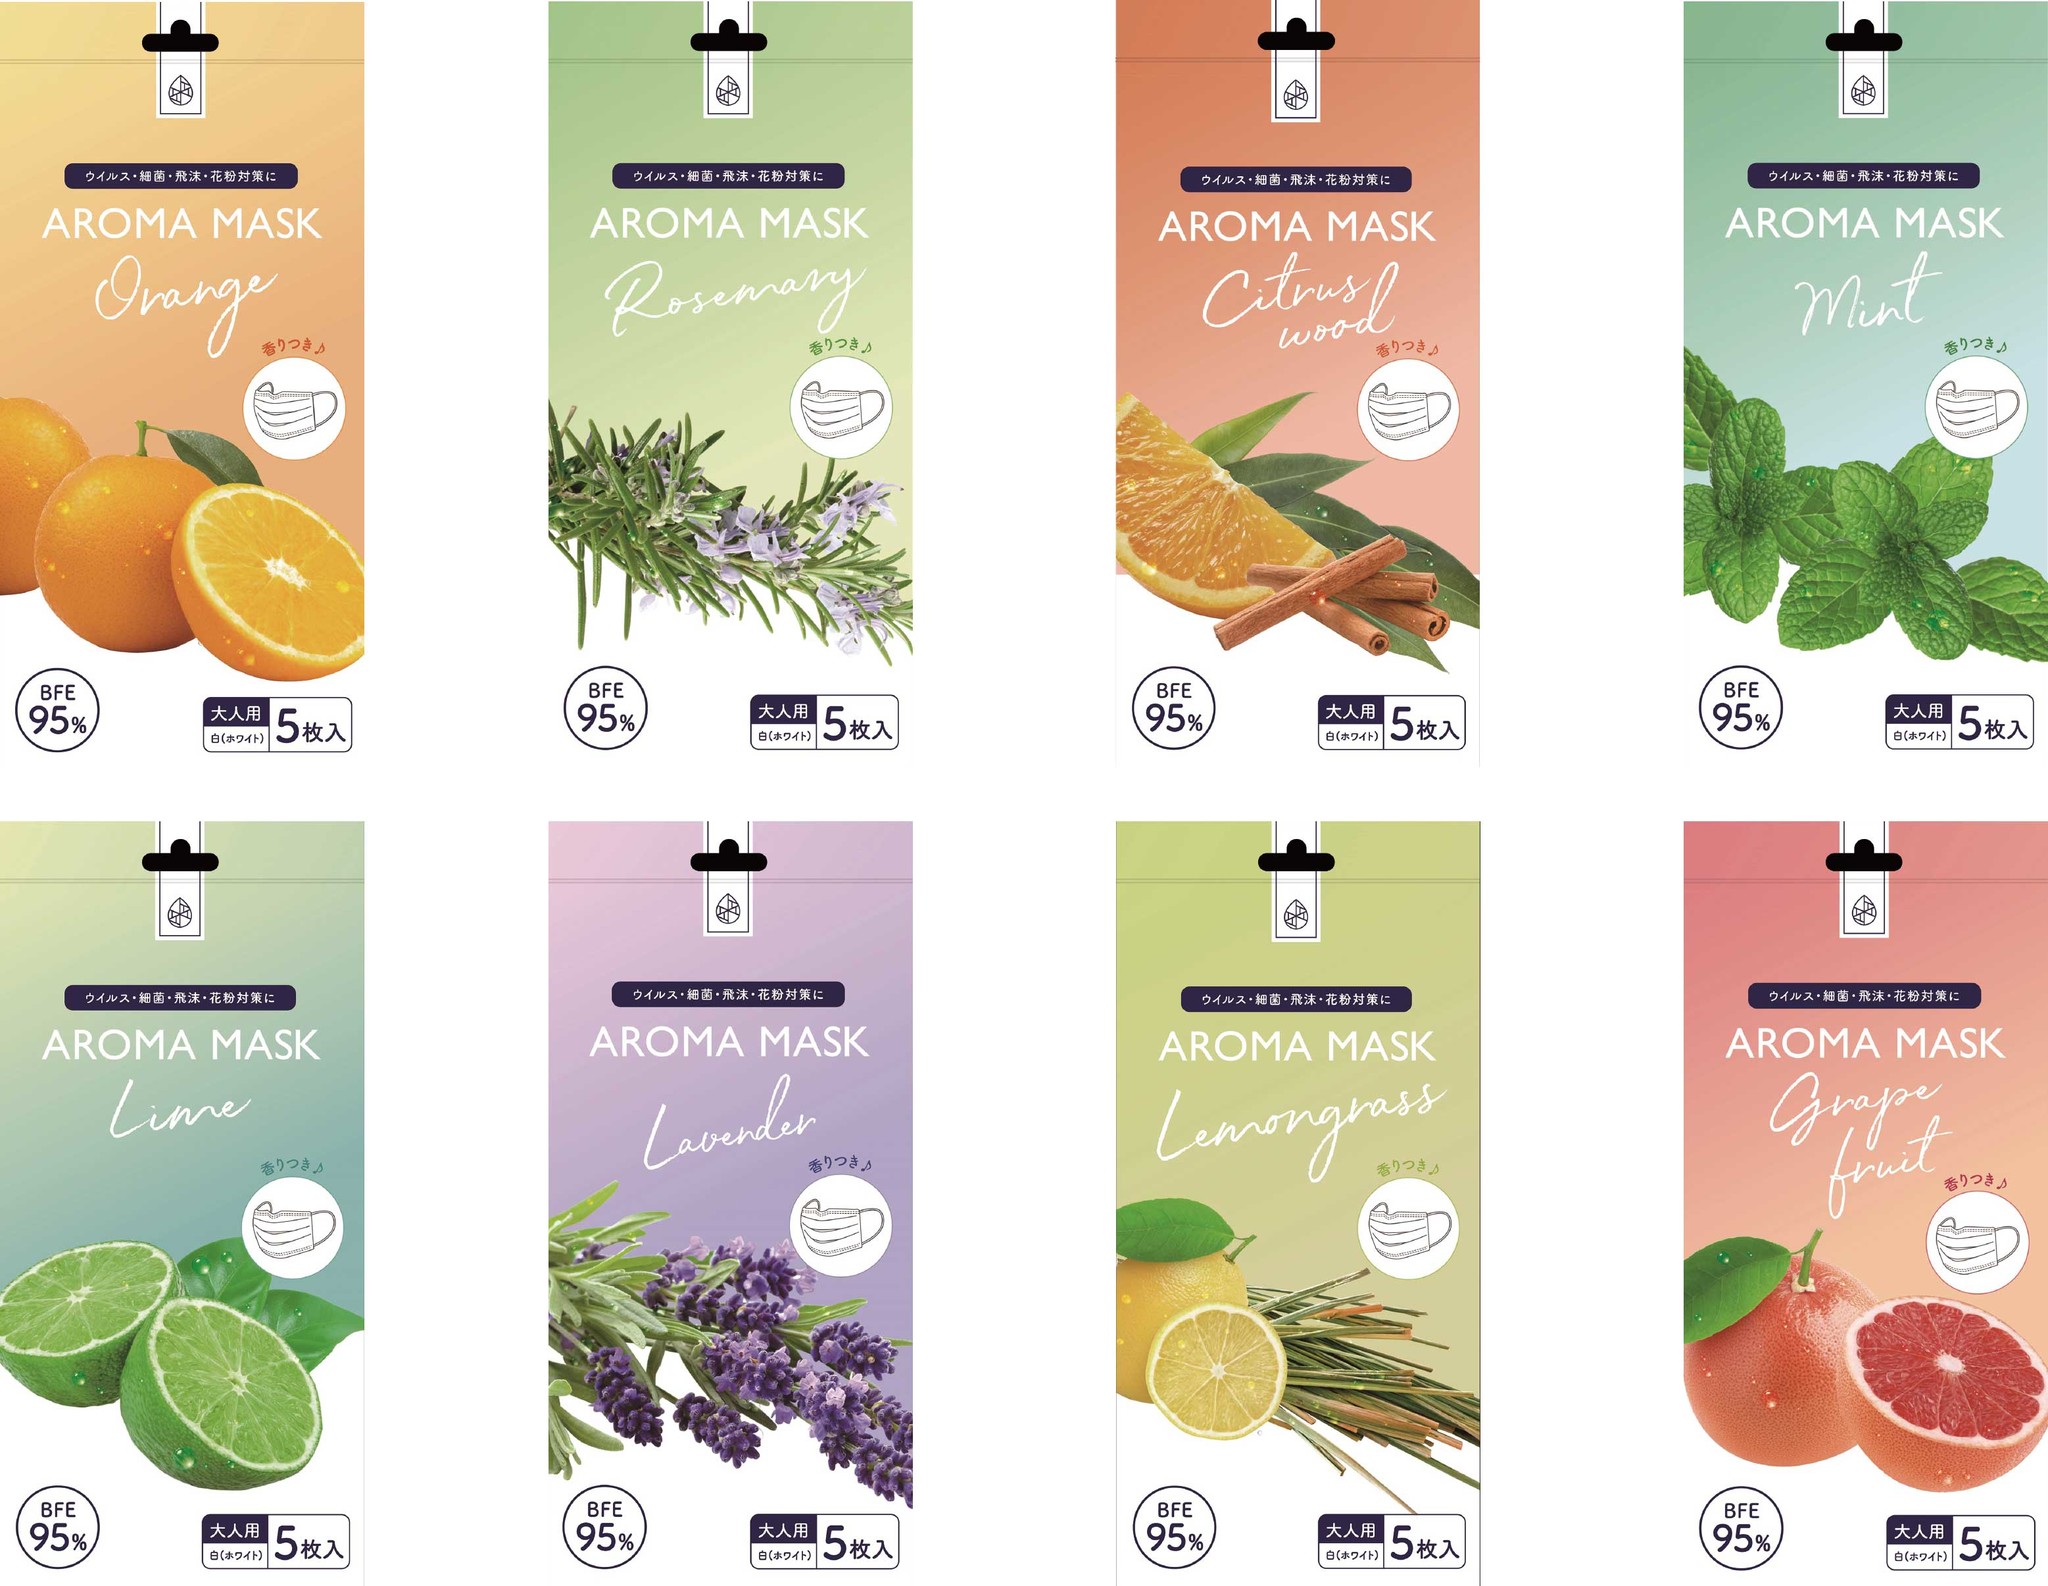 ウイルス・細菌・飛沫・花粉対策に
AROMA MASK
Orange
香りつき♪
BFE
95%
大人用
白(ホワイト)
5枚入
ウイルス・細菌・飛沫・花粉対策に
AROMA MASK
Rosemary
香りつき♪
BFE
95%
大人用
白(ホワイト)
5枚入
ウイルス・細菌・飛沫・花粉対策に
AROMA MASK
Citrus
wood
香りつき♪
BFE
95%
大人用
白(ホワイト)
5枚入
ウイルス・細菌・飛沫・花粉対策に
AROMA MASK
Mint
香りつき♪
BFE
95%
大人用
白(ホワイト)
5枚入
ウイルス・細菌・飛沫・花粉対策に
AROMA MASK
Lime
香りつき♪
BFE
95%
大人用
白(ホワイト)
5枚入
ウイルス・細菌・飛沫・花粉対策に
AROMA MASK
Lavender
香りつき♪
BFE
95%
大人用
白(ホワイト)
5枚入
ウイルス・細菌・飛沫・花粉対策に
AROMA MASK
Lemongrass
香りつき♪
BFE
95%
大人用
白(ホワイト)
5枚入
ウイルス・細菌・飛沫・花粉対策に
AROMA MASK
Grape
fruit
香りつき♪
BFE
95%
大人用
白(ホワイト)
5枚入